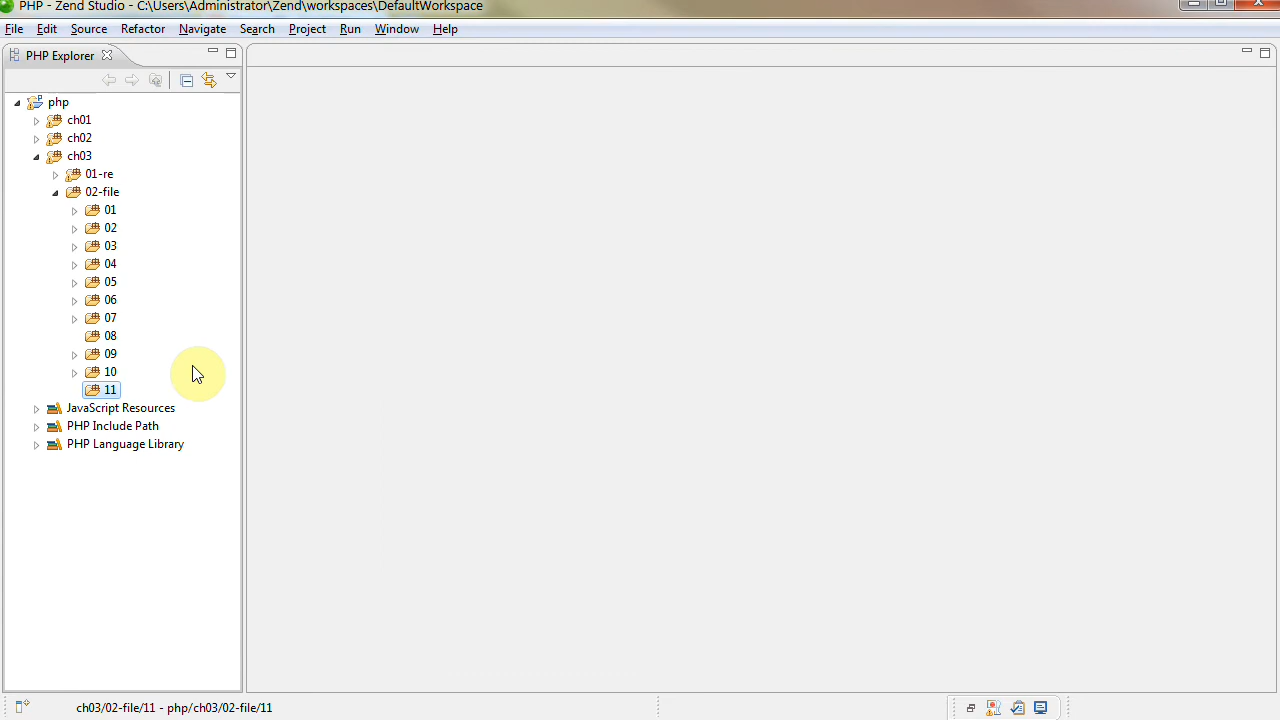 PHP - Zend Studio - C:\Users\Administrator\Zend\workspaces\DefaultWorkspace
File Edit Source Refactor Navigate Search Project Run Window Help
PHP Explorer
php
ch01
ch02
ch03
01-re
02-file
01
02
03
04
05
06
07
08
09
10
11
JavaScript Resources
PHP Include Path
PHP Language Library
ch03/02-file/11 - php/ch03/02-file/11